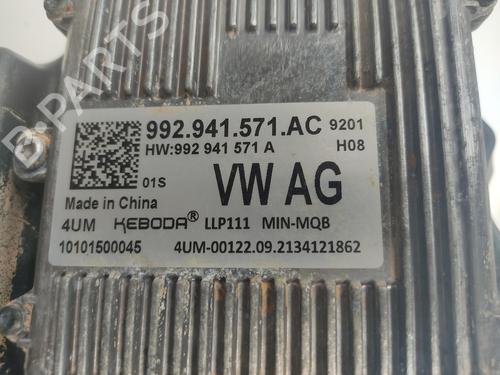 B-PARTS
992.941.571.AC 9201
HW:992 941 571 A H08
01S VW AG
Made in China
4UM KEBODA® LLP111 MIN-MQB
10101500045 4UM-00122.09.2134121862